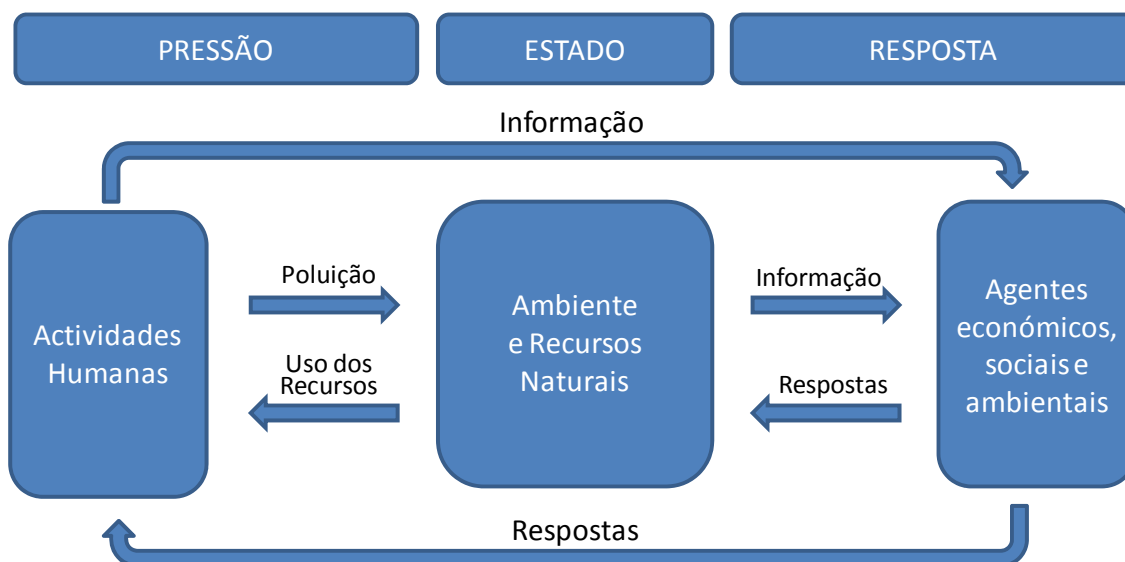 PRESSÃO
ESTADO
RESPOSTA
Informação
Actividades
Humanas
Poluição
Uso dos
Recursos
Ambiente
e Recursos
Naturais
Informação
Respostas
Agentes
económicos,
sociais e
ambientais
Respostas